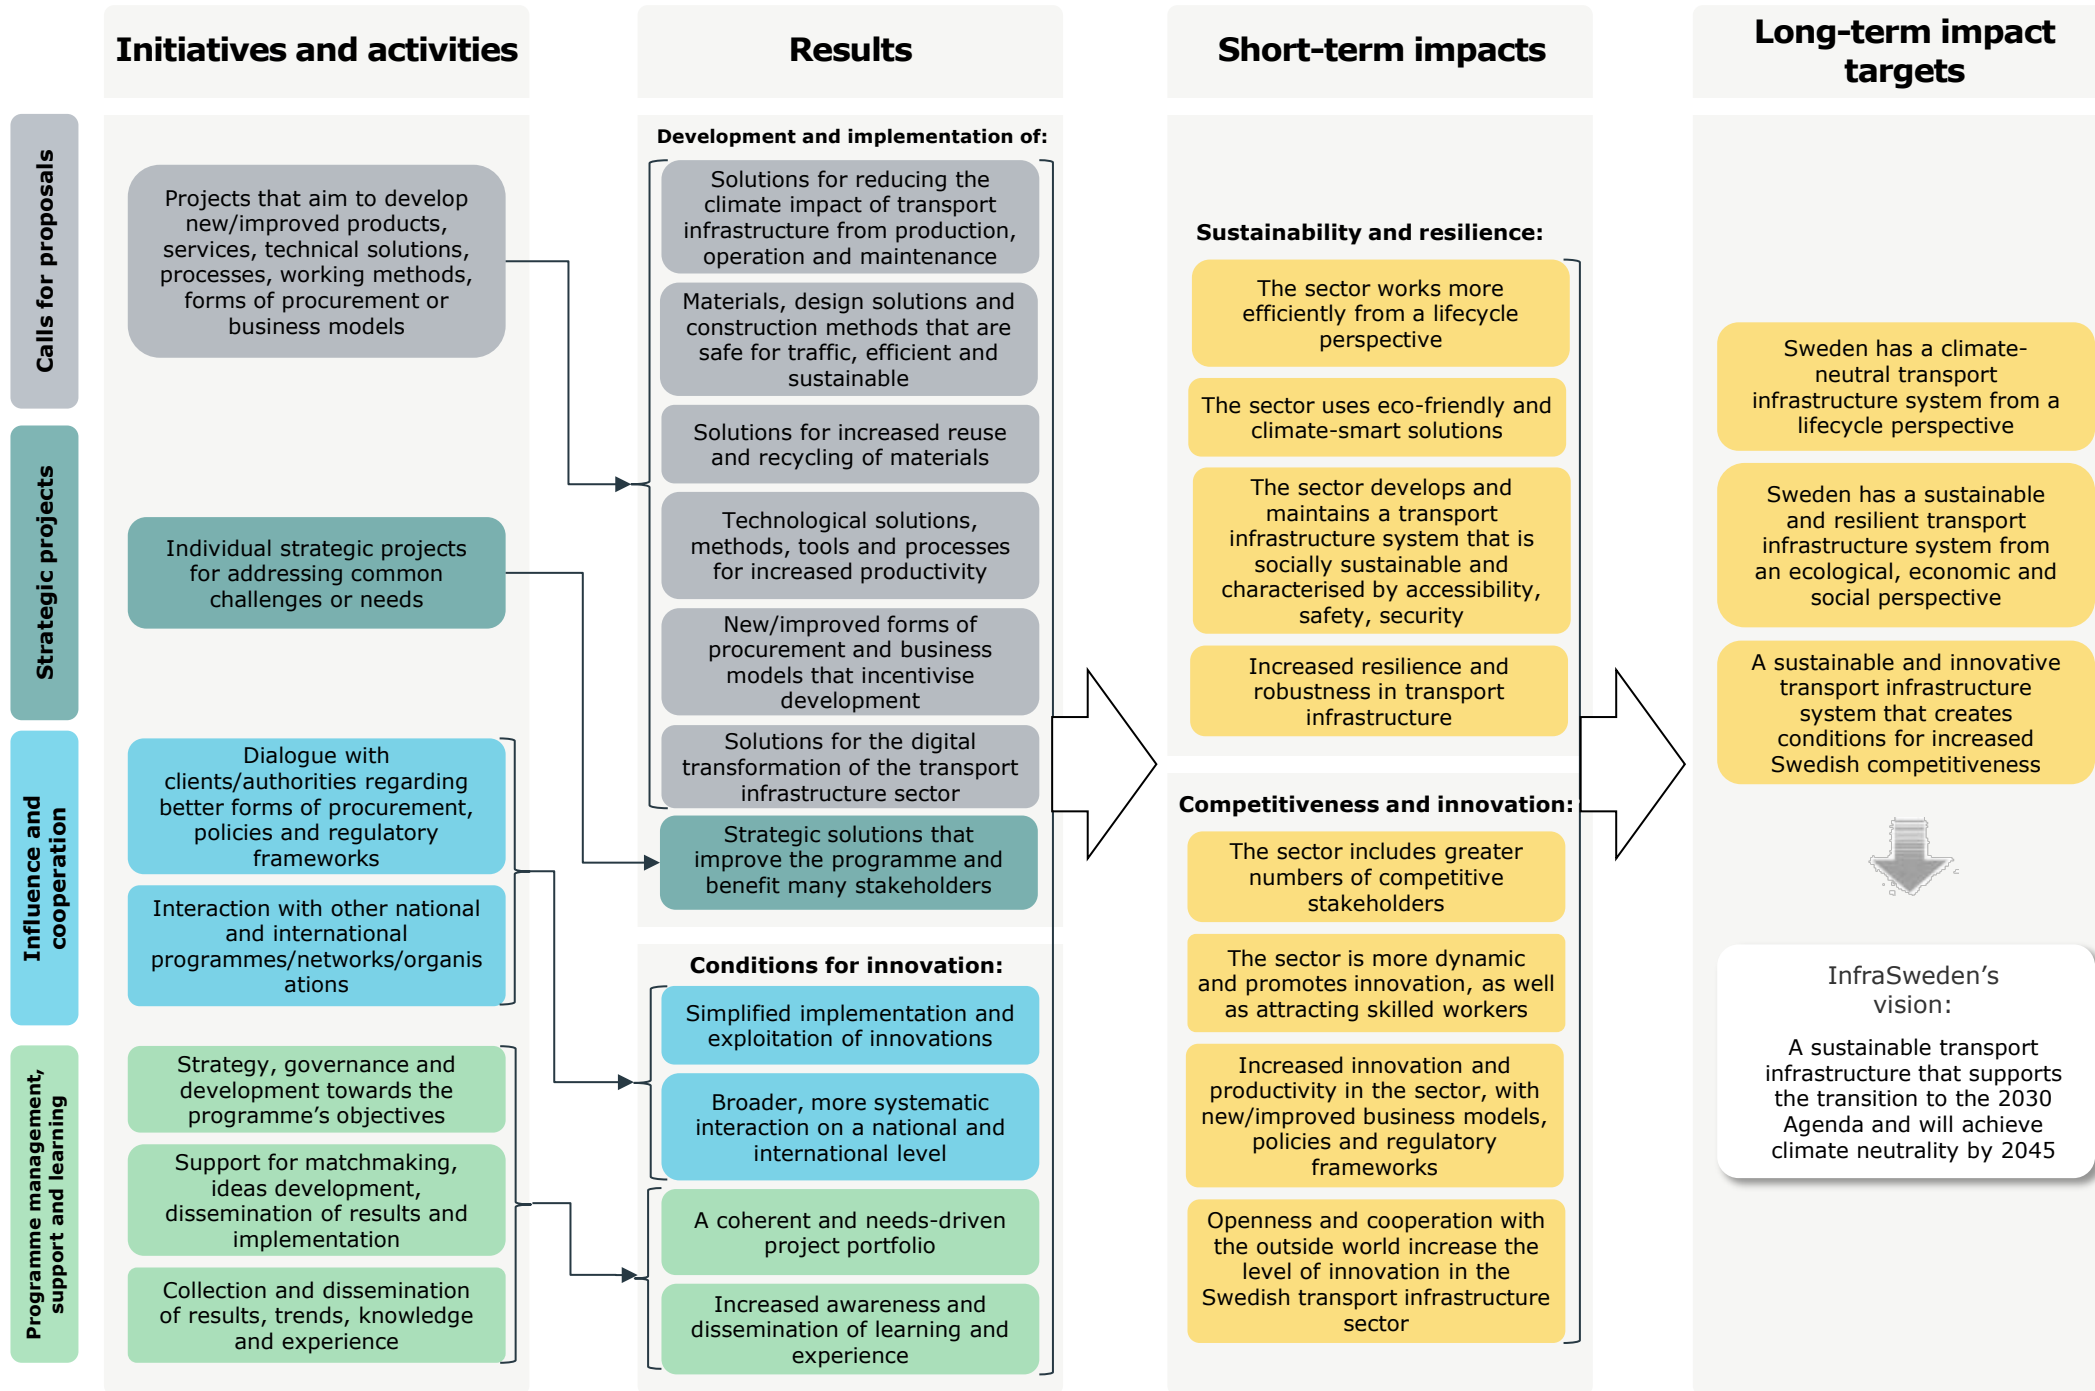 Initiatives and activities
Results
Short-term impacts
Long-term impact
targets
Calls for proposals
Strategic projects
Influence and
cooperation
Programme management,
support and learning
Projects that aim to develop
new/improved products,
services, technical solutions,
processes, working methods,
forms of procurement or
business models
Individual strategic projects
for addressing common
challenges or needs
Dialogue with
clients/authorities regarding
better forms of procurement,
policies and regulatory
frameworks
Interaction with other national
and international
programmes/networks/organis
ations
Strategy, governance and
development towards the
programme's objectives
Support for matchmaking,
ideas development,
dissemination of results and
implementation
Collection and dissemination
of results, trends, knowledge
and experience
Development and implementation of:
Solutions for reducing the
climate impact of transport
infrastructure from production,
operation and maintenance
Materials, design solutions and
construction methods that are
safe for traffic, efficient and
sustainable
Solutions for increased reuse
and recycling of materials
Technological solutions,
methods, tools and processes
for increased productivity
New/improved forms of
procurement and business
models that incentivise
development
Solutions for the digital
transformation of the transport
infrastructure sector
Strategic solutions that
improve the programme and
benefit many stakeholders
Conditions for innovation:
Simplified implementation and
exploitation of innovations
Broader, more systematic
interaction on a national and
international level
A coherent and needs-driven
project portfolio
Increased awareness and
dissemination of learning and
experience
Sustainability and resilience:
The sector works more
efficiently from a lifecycle
perspective
The sector uses eco-friendly and
climate-smart solutions
The sector develops and
maintains a transport
infrastructure system that is
socially sustainable and
characterised by accessibility,
safety, security
Increased resilience and
robustness in transport
infrastructure
Competitiveness and innovation:
The sector includes greater
numbers of competitive
stakeholders
The sector is more dynamic
and promotes innovation, as well
as attracting skilled workers
Increased innovation and
productivity in the sector, with
new/improved business models,
policies and regulatory
frameworks
Openness and cooperation with
the outside world increase the
level of innovation in the
Swedish transport infrastructure
sector
Sweden has a climate-
neutral transport
infrastructure system from a
lifecycle perspective
Sweden has a sustainable
and resilient transport
infrastructure system from
an ecological, economic and
social perspective
A sustainable and innovative
transport infrastructure
system that creates
conditions for increased
Swedish competitiveness
InfraSweden's
vision:
A sustainable transport
infrastructure that supports
the transition to the 2030
Agenda and will achieve
climate neutrality by 2045